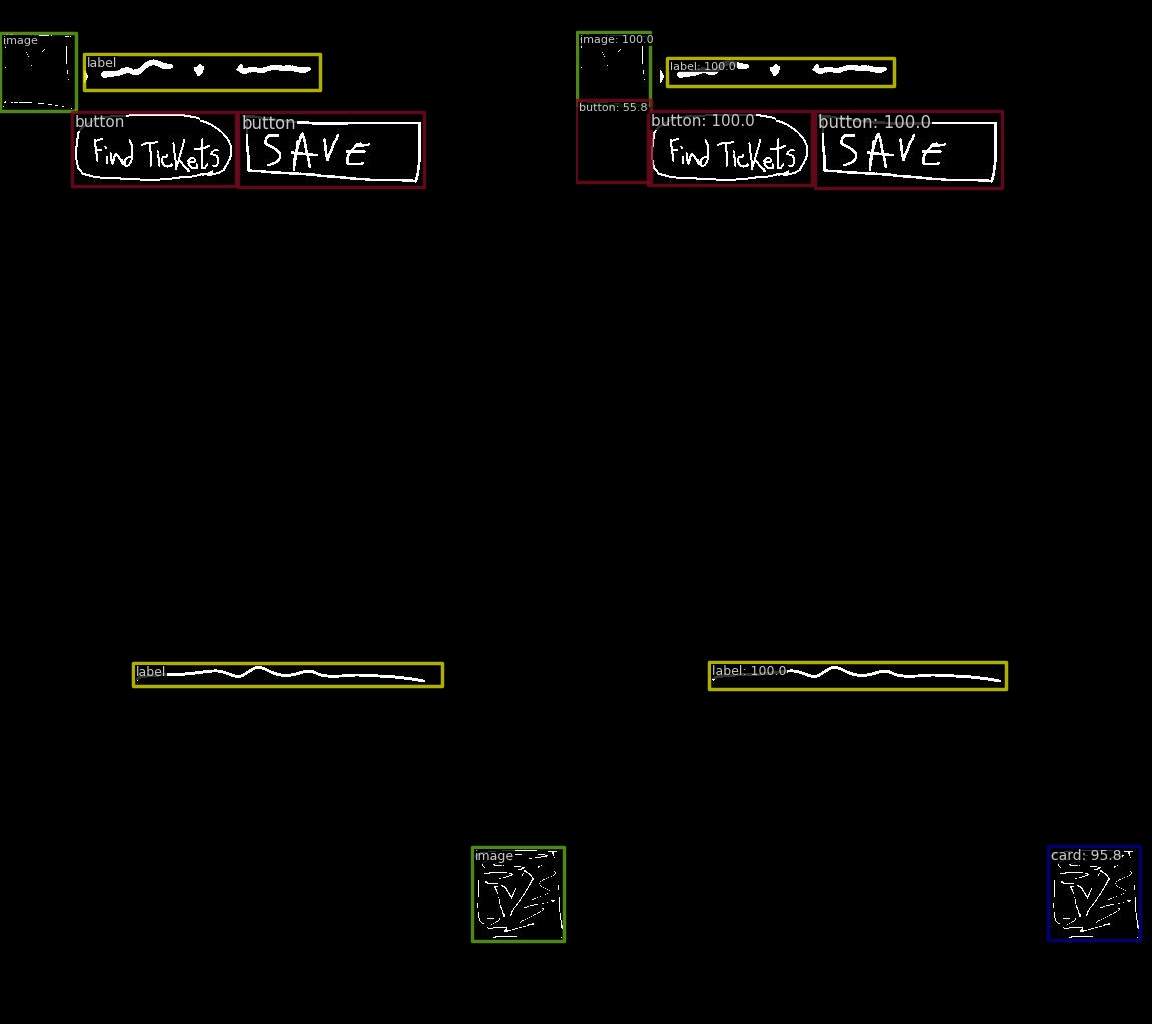 image image: 100.0
label label: 100.0
button: 55.8
button button button: 100.0 button: 100.0
Find Tickets SAVE Find Tickets SAVE
label label: 100.0
image card: 95.8